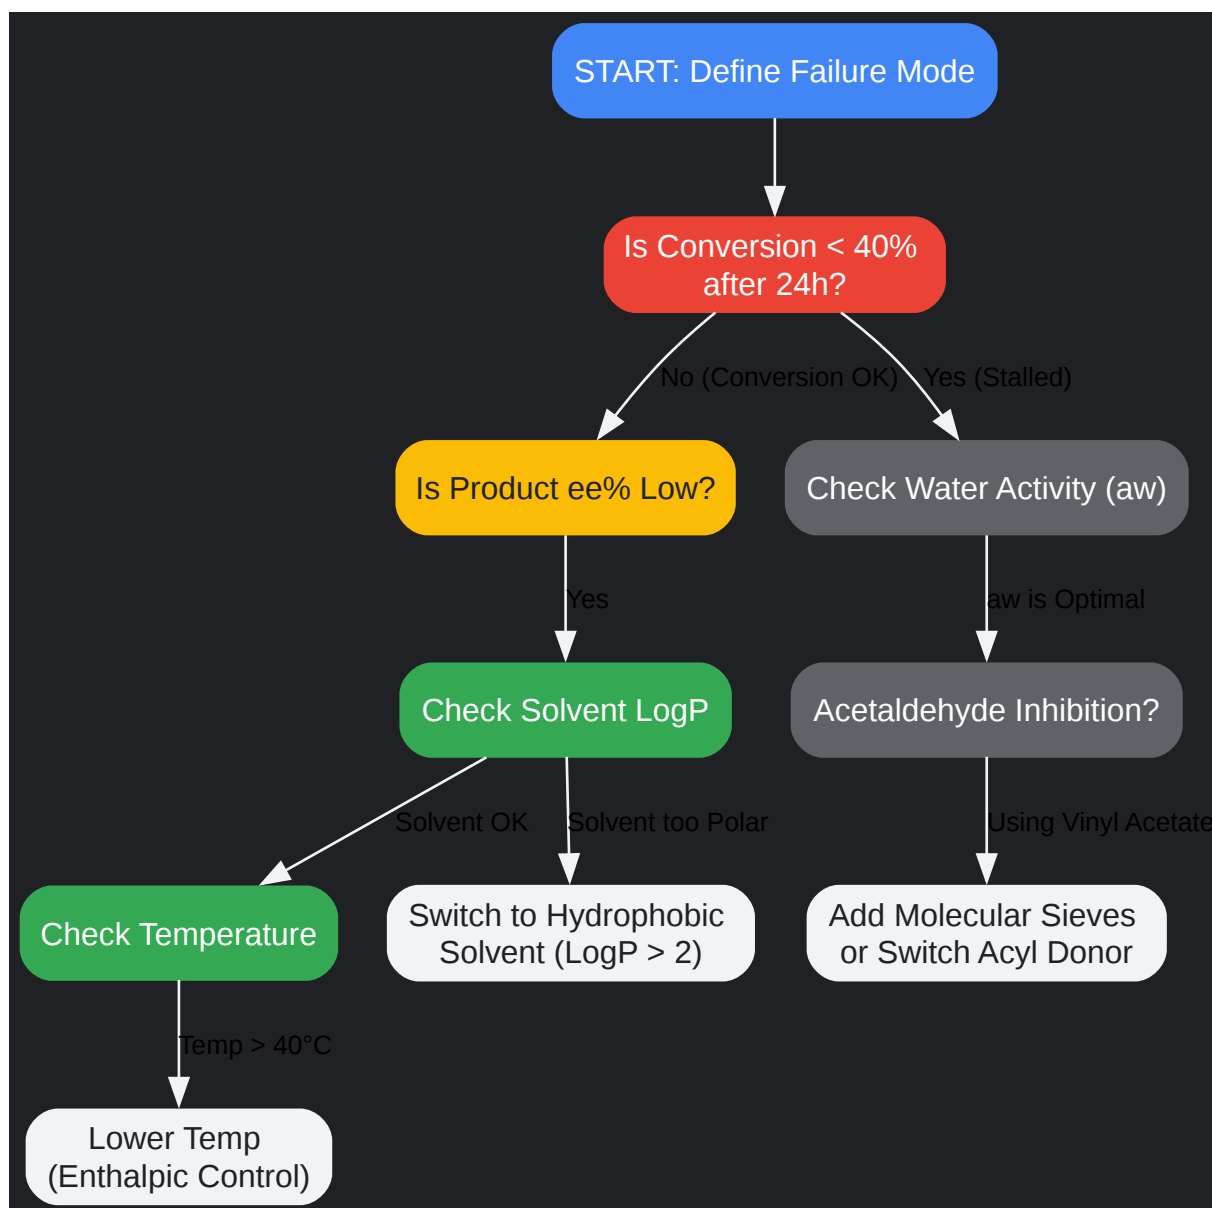 START: Define Failure Mode
Is Conversion < 40%
after 24h?
No (Conversion OK)
Yes (Stalled)
Is Product ee% Low?
Check Water Activity (aw)
Yes
aw is Optimal
Check Solvent LogP
Acetaldehyde Inhibition?
Solvent OK
Solvent too Polar
Using Vinyl Acetate
Check Temperature
Switch to Hydrophobic
Solvent (LogP > 2)
Add Molecular Sieves
or Switch Acyl Donor
Temp > 40°C
Lower Temp
(Enthalpic Control)